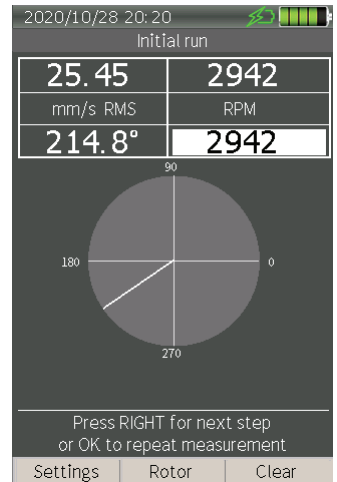 2020/10/28 20:20
Initial run
25.45 2942
mm/s RMS RPM
214.8° 2942
90
180 0
270
Press RIGHT for next step
or OK to repeat measurement
Settings Rotor Clear